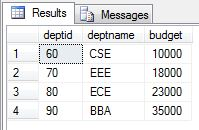 Results Messages
deptid deptname budget
1 60 CSE 10000
2 70 EEE 18000
3 80 ECE 23000
4 90 BBA 35000